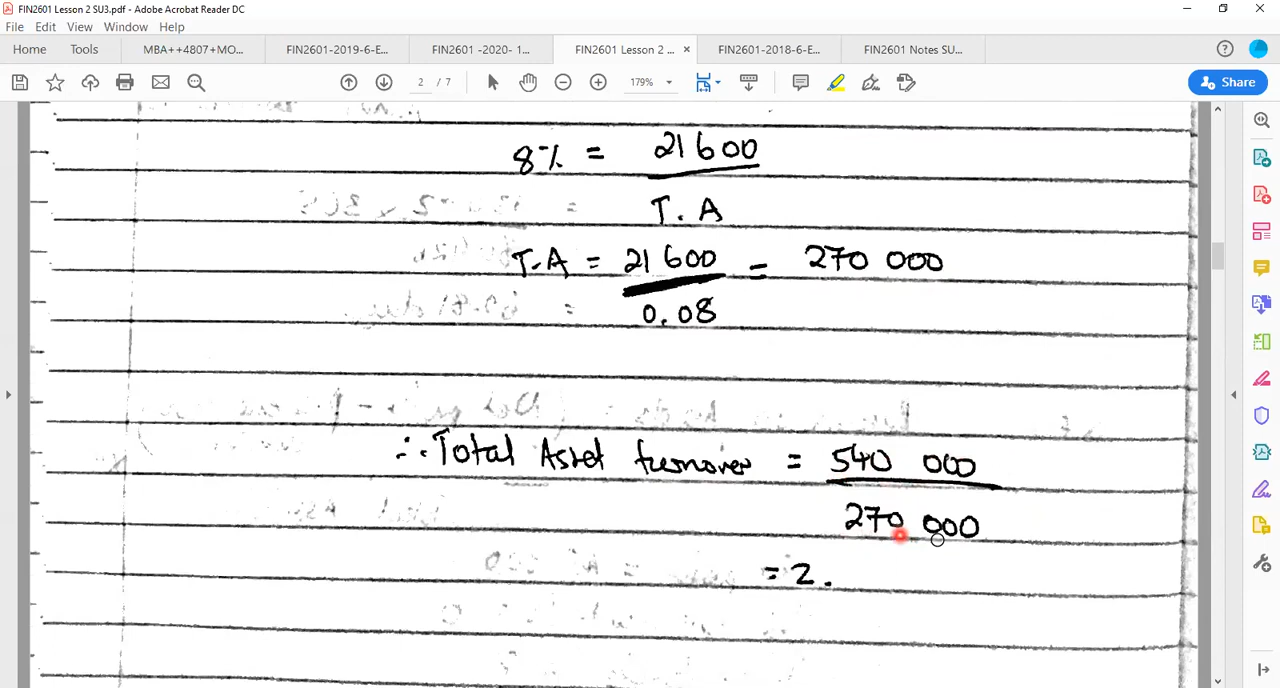 FIN2601 Lesson 2 SU3.pdf - Adobe Acrobat Reader DC
File Edit View Window Help
Home Tools MBA++4807+MO... FIN2601-2019-6-E... FIN2601 -2020- 1... FIN2601 Lesson 2 ... × FIN2601-2018-6-E... FIN2601 Notes SU...
2 / 7 179% Share
8% = 21 600
T. A
T.A = 21 600 = 270 000
0.08
∴ Total Asset turnover = 540 000
270 000
= 2.